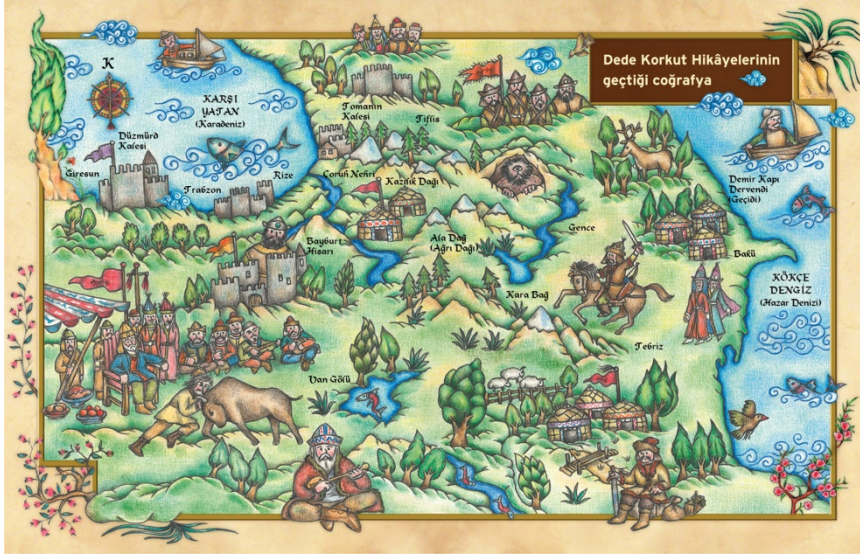 Dede Korkut Hikâyelerinin
geçtiği coğrafya
K
KARŞI
YATAN
(Karadeniz)
Düzmürd
Kalesi
Giresun
Trabzon
Rize
Tomanın
Kalesi
Tiflis
Çoruh Nehri
Kazılık Dağı
Bayburt
Hisarı
Ala Dağ
(Ağrı Dağı)
Gence
Kara Bağ
Demir Kapı
Dervendi
(Geçidi)
Bakü
KÖKÇE
DENGİZ
(Hazar Denizi)
Tebriz
Van Gölü